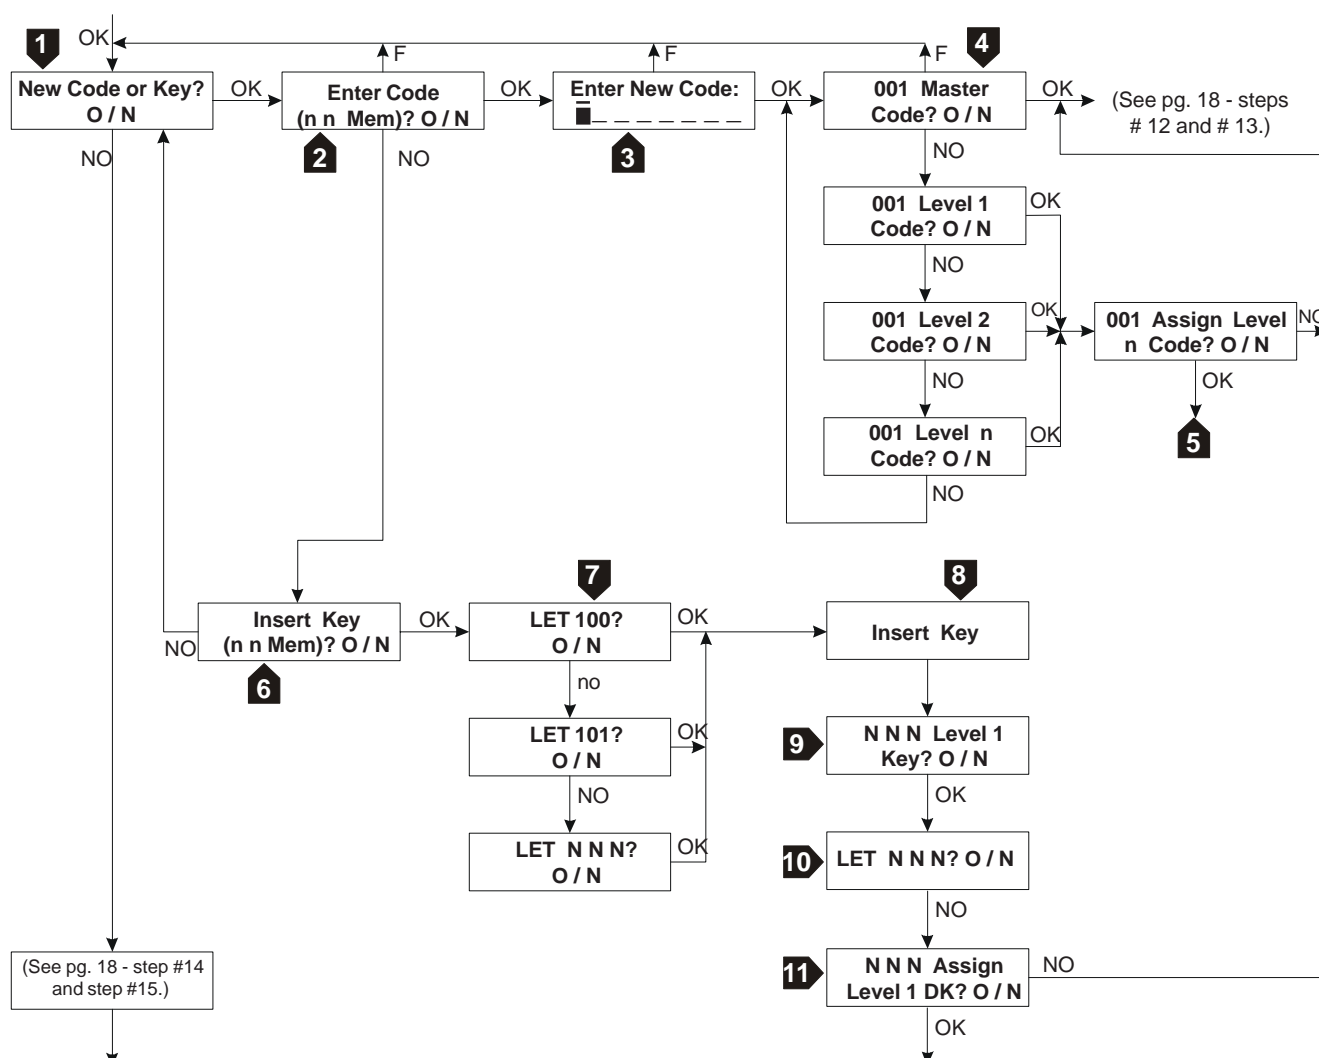 OK
1
F
F
4
F
New Code or Key?
O / N
OK
Enter Code
(n n Mem)? O / N
OK
Enter New Code:
_ _ _ _ _ _
OK
001 Master
Code? O / N
OK
(See pg. 18 - steps
# 12 and # 13.)
NO
2
NO
3
NO
001 Level 1
Code? O / N
OK
NO
001 Level 2
Code? O / N
OK
001 Assign Level
n Code? O / N
NO
NO
OK
001 Level n
Code? O / N
OK
5
NO
7
8
Insert Key
(n n Mem)? O / N
NO
OK
LET 100?
O / N
OK
Insert Key
6
no
LET 101?
O / N
OK
9
N N N Level 1
Key? O / N
NO
OK
LET N N N?
O / N
OK
10
LET N N N? O / N
NO
(See pg. 18 - step #14
and step #15.)
11
N N N Assign
Level 1 DK? O / N
NO
OK